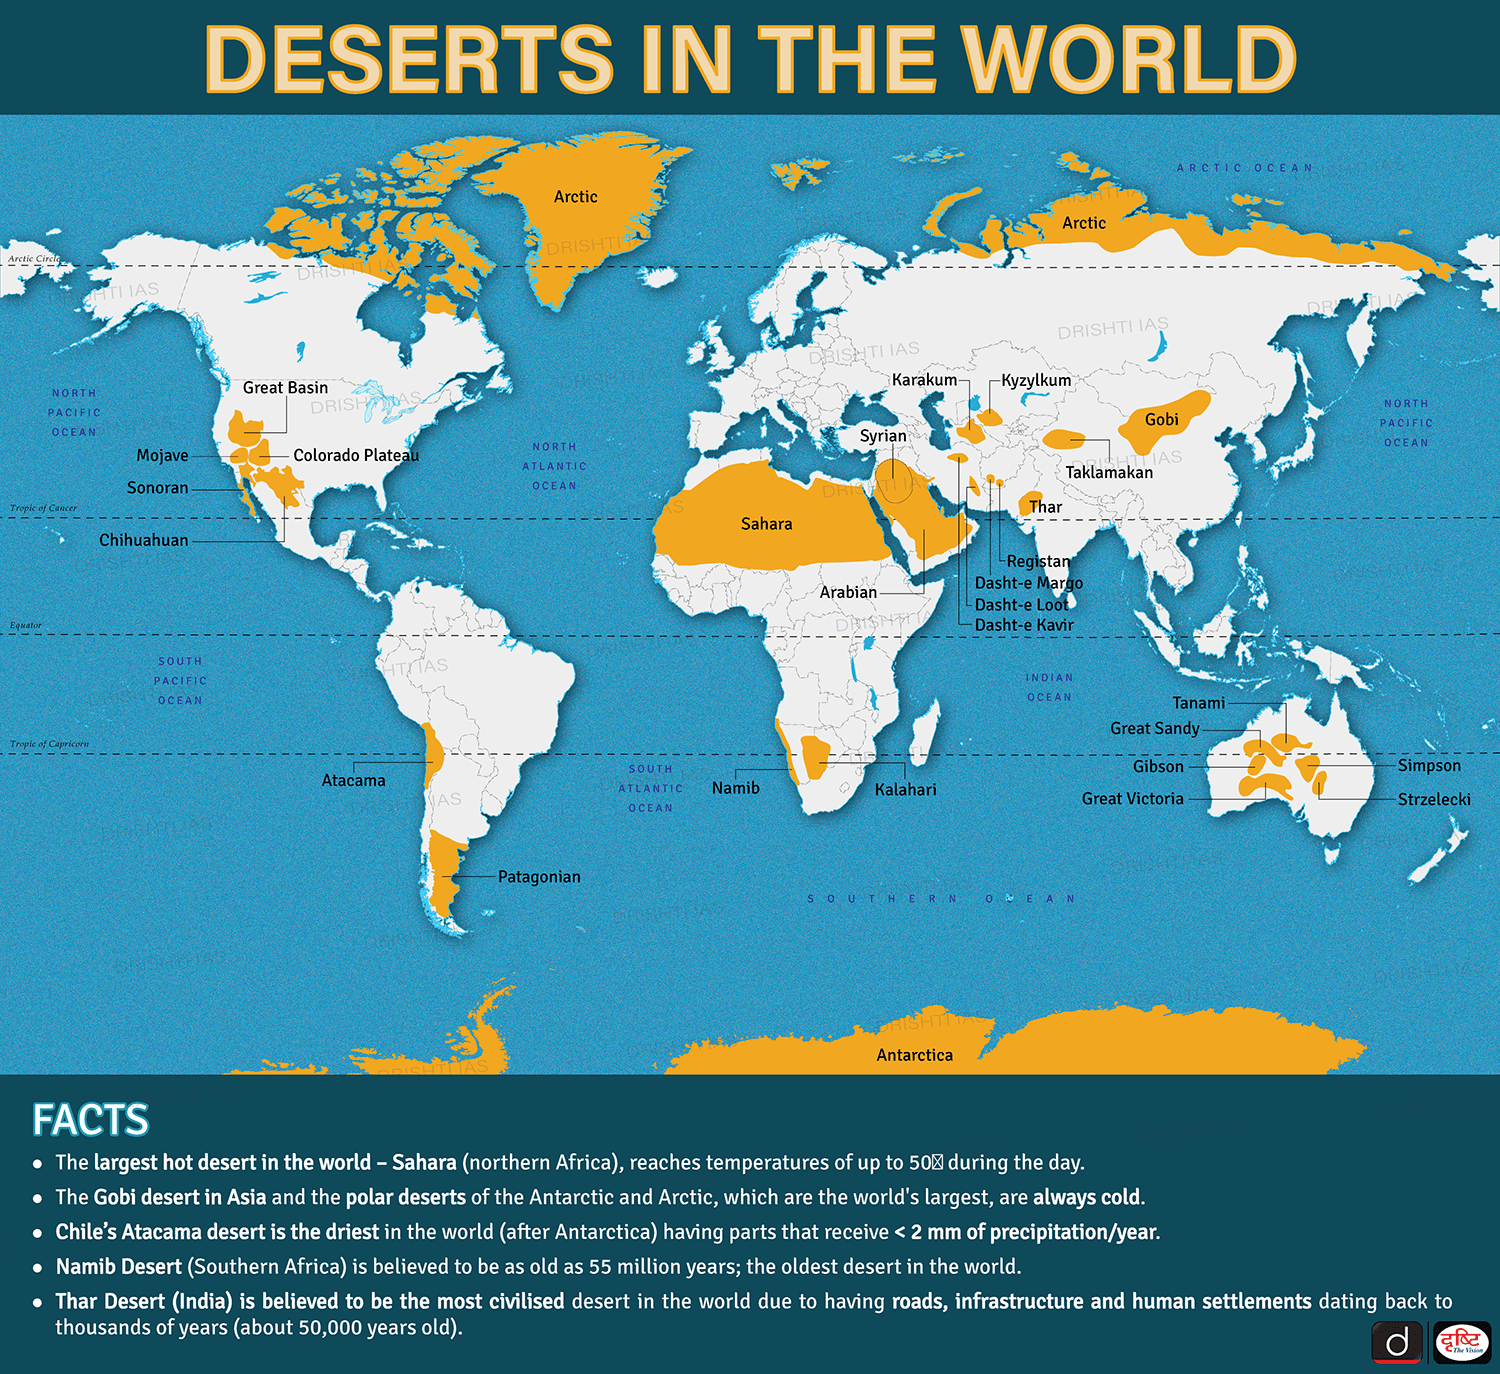 DESERTS IN THE WORLD
ARCTIC OCEAN
Arctic
Arctic
Arctic Circle
DRISHTI IAS
DRISHTI IAS
DRISHTI IAS
DRISHTI IAS
DRISHTI IAS
NORTH
PACIFIC
OCEAN
Great Basin
DRISHTI IAS
Mojave
Colorado Plateau
Sonoran
Chihuahuan
Tropic of Cancer
NORTH
ATLANTIC
OCEAN
Karakum
Kyzylkum
Syrian
Gobi
Taklamakan
NORTH
PACIFIC
OCEAN
Sahara
Thar
Arabian
Registan
Dasht-e Margo
Dasht-e Loot
Dasht-e Kavir
Equator
SOUTH
PACIFIC
OCEAN
INDIAN
OCEAN
Tanami
Great Sandy
Gibson
Great Victoria
Simpson
Strzelecki
Tropic of Capricorn
Atacama
SOUTH
ATLANTIC
OCEAN
Namib
Kalahari
Patagonian
SOUTHERN OCEAN
Antarctica
FACTS
● The largest hot desert in the world – Sahara (northern Africa), reaches temperatures of up to 50 during the day.
● The Gobi desert in Asia and the polar deserts of the Antarctic and Arctic, which are the world's largest, are always cold.
● Chile’s Atacama desert is the driest in the world (after Antarctica) having parts that receive < 2 mm of precipitation/year.
● Namib Desert (Southern Africa) is believed to be as old as 55 million years; the oldest desert in the world.
● Thar Desert (India) is believed to be the most civilised desert in the world due to having roads, infrastructure and human settlements dating back to
thousands of years (about 50,000 years old).
d
दृष्टि
The Vision